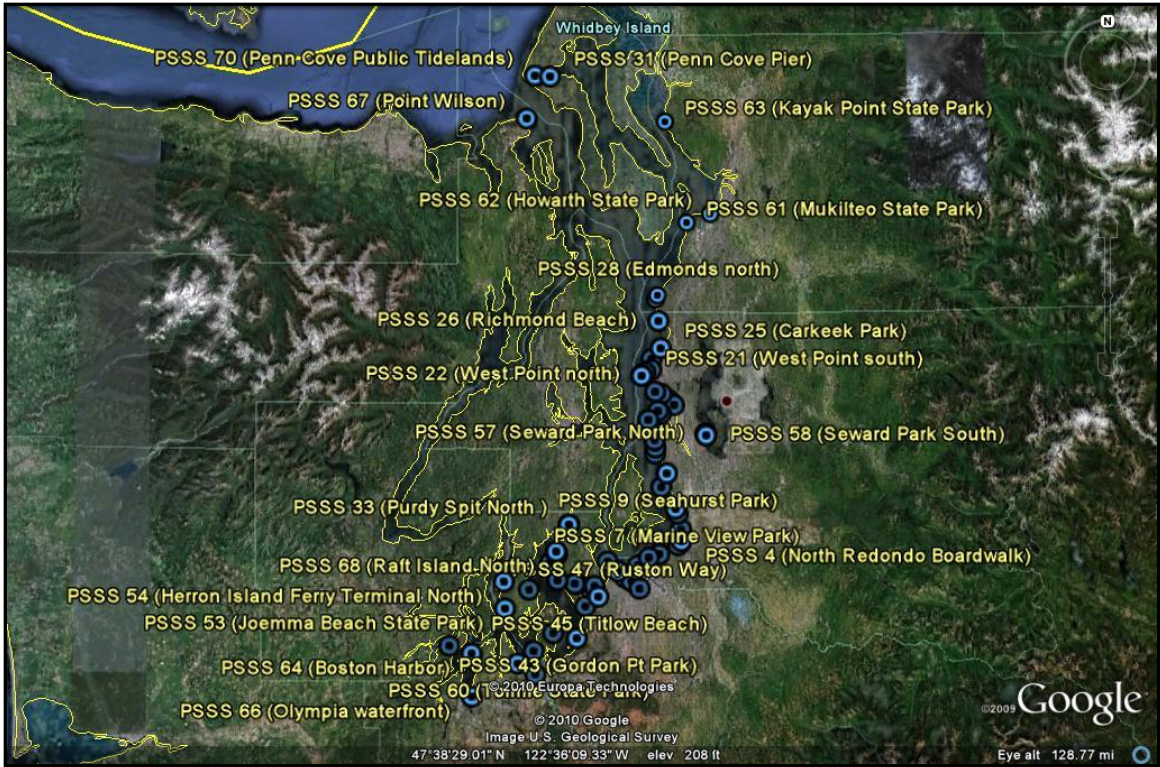 Whidbey Island
N
PSSS 70 (Penn Cove Public Tidelands)
PSSS 31 (Penn Cove Pier)
PSSS 67 (Point Wilson)
PSSS 63 (Kayak Point State Park)
PSSS 62 (Howarth State Park)
PSSS 61 (Mukilteo State Park)
PSSS 28 (Edmonds north)
PSSS 26 (Richmond Beach)
PSSS 25 (Carkeek Park)
PSSS 21 (West Point south)
PSSS 22 (West Point north)
PSSS 57 (Seward Park North)
PSSS 58 (Seward Park South)
PSSS 9 (Seahurst Park)
PSSS 33 (Purdy Spit North )
PSSS 7 (Marine View Park)
PSSS 4 (North Redondo Boardwalk)
PSSS 68 (Raft Island North)
SS 47 (Ruston Way)
PSSS 54 (Herron Island Ferry Terminal North)
PSSS 53 (Joemma Beach State Park)
PSSS 45 (Titlow Beach)
PSSS 64 (Boston Harbor)
PSSS 43 (Gordon Pt Park)
PSSS 60 (Tolmie State Park)
© 2010 Europa Technologies
PSSS 66 (Olympia waterfront)
© 2010 Google
Image U.S. Geological Survey
©2009 Google
47°38'29.01" N 122°36'09.33" W elev 208 ft
Eye alt 128.77 mi